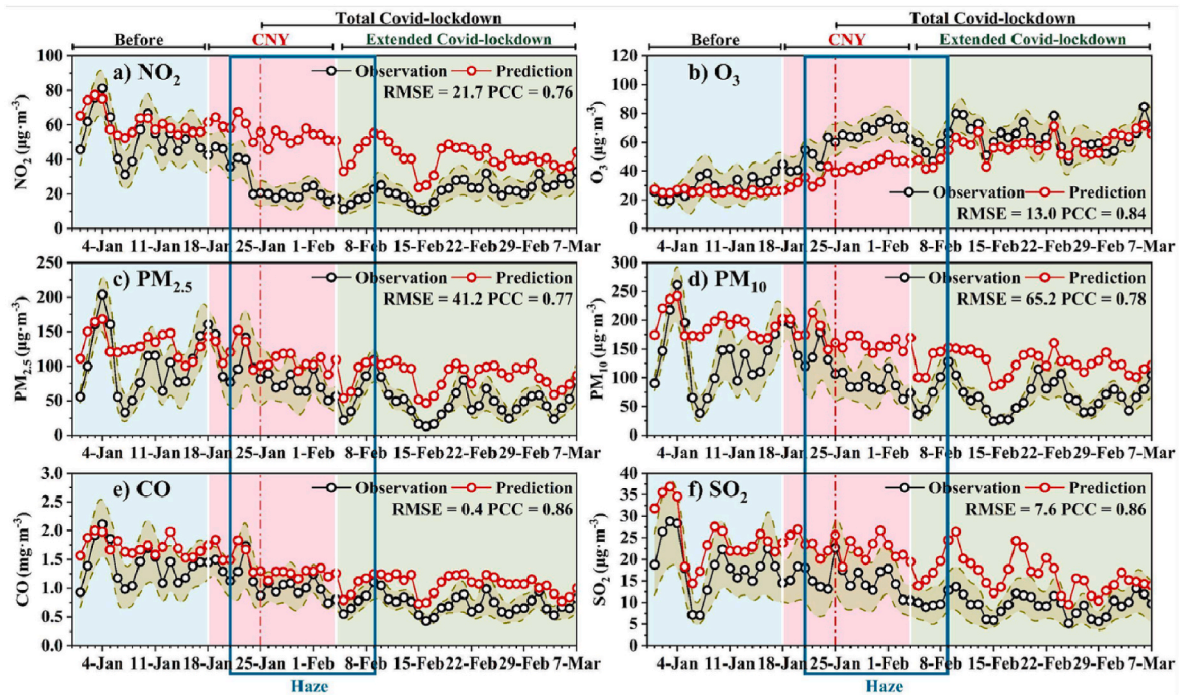 Total Covid-lockdown
Total Covid-lockdown
Before
CNY
Extended Covid-lockdown
Before
CNY
Extended Covid-lockdown
a) NO2
Observation
Prediction
RMSE = 21.7 PCC = 0.76
NO2 (μg·m-3)
100
80
60
40
20
0
4-Jan
11-Jan
18-Jan
25-Jan
1-Feb
8-Feb
15-Feb
22-Feb
29-Feb
7-Mar
b) O3
Observation
Prediction
RMSE = 13.0 PCC = 0.84
O3 (μg·m-3)
120
100
80
60
40
20
0
4-Jan
11-Jan
18-Jan
25-Jan
1-Feb
8-Feb
15-Feb
22-Feb
29-Feb
7-Mar
c) PM2.5
Observation
Prediction
RMSE = 41.2 PCC = 0.77
PM2.5 (μg·m-3)
250
200
150
100
50
0
4-Jan
11-Jan
18-Jan
25-Jan
1-Feb
8-Feb
15-Feb
22-Feb
29-Feb
7-Mar
d) PM10
Observation
Prediction
RMSE = 65.2 PCC = 0.78
PM10 (μg·m-3)
300
250
200
150
100
50
0
4-Jan
11-Jan
18-Jan
25-Jan
1-Feb
8-Feb
15-Feb
22-Feb
29-Feb
7-Mar
e) CO
Observation
Prediction
RMSE = 0.4 PCC = 0.86
CO (mg·m-3)
3.0
2.5
2.0
1.5
1.0
0.5
0.0
4-Jan
11-Jan
18-Jan
25-Jan
1-Feb
8-Feb
15-Feb
22-Feb
29-Feb
7-Mar
f) SO2
Observation
Prediction
RMSE = 7.6 PCC = 0.86
SO2 (μg·m-3)
40
35
30
25
20
15
10
5
0
4-Jan
11-Jan
18-Jan
25-Jan
1-Feb
8-Feb
15-Feb
22-Feb
29-Feb
7-Mar
Haze
Haze